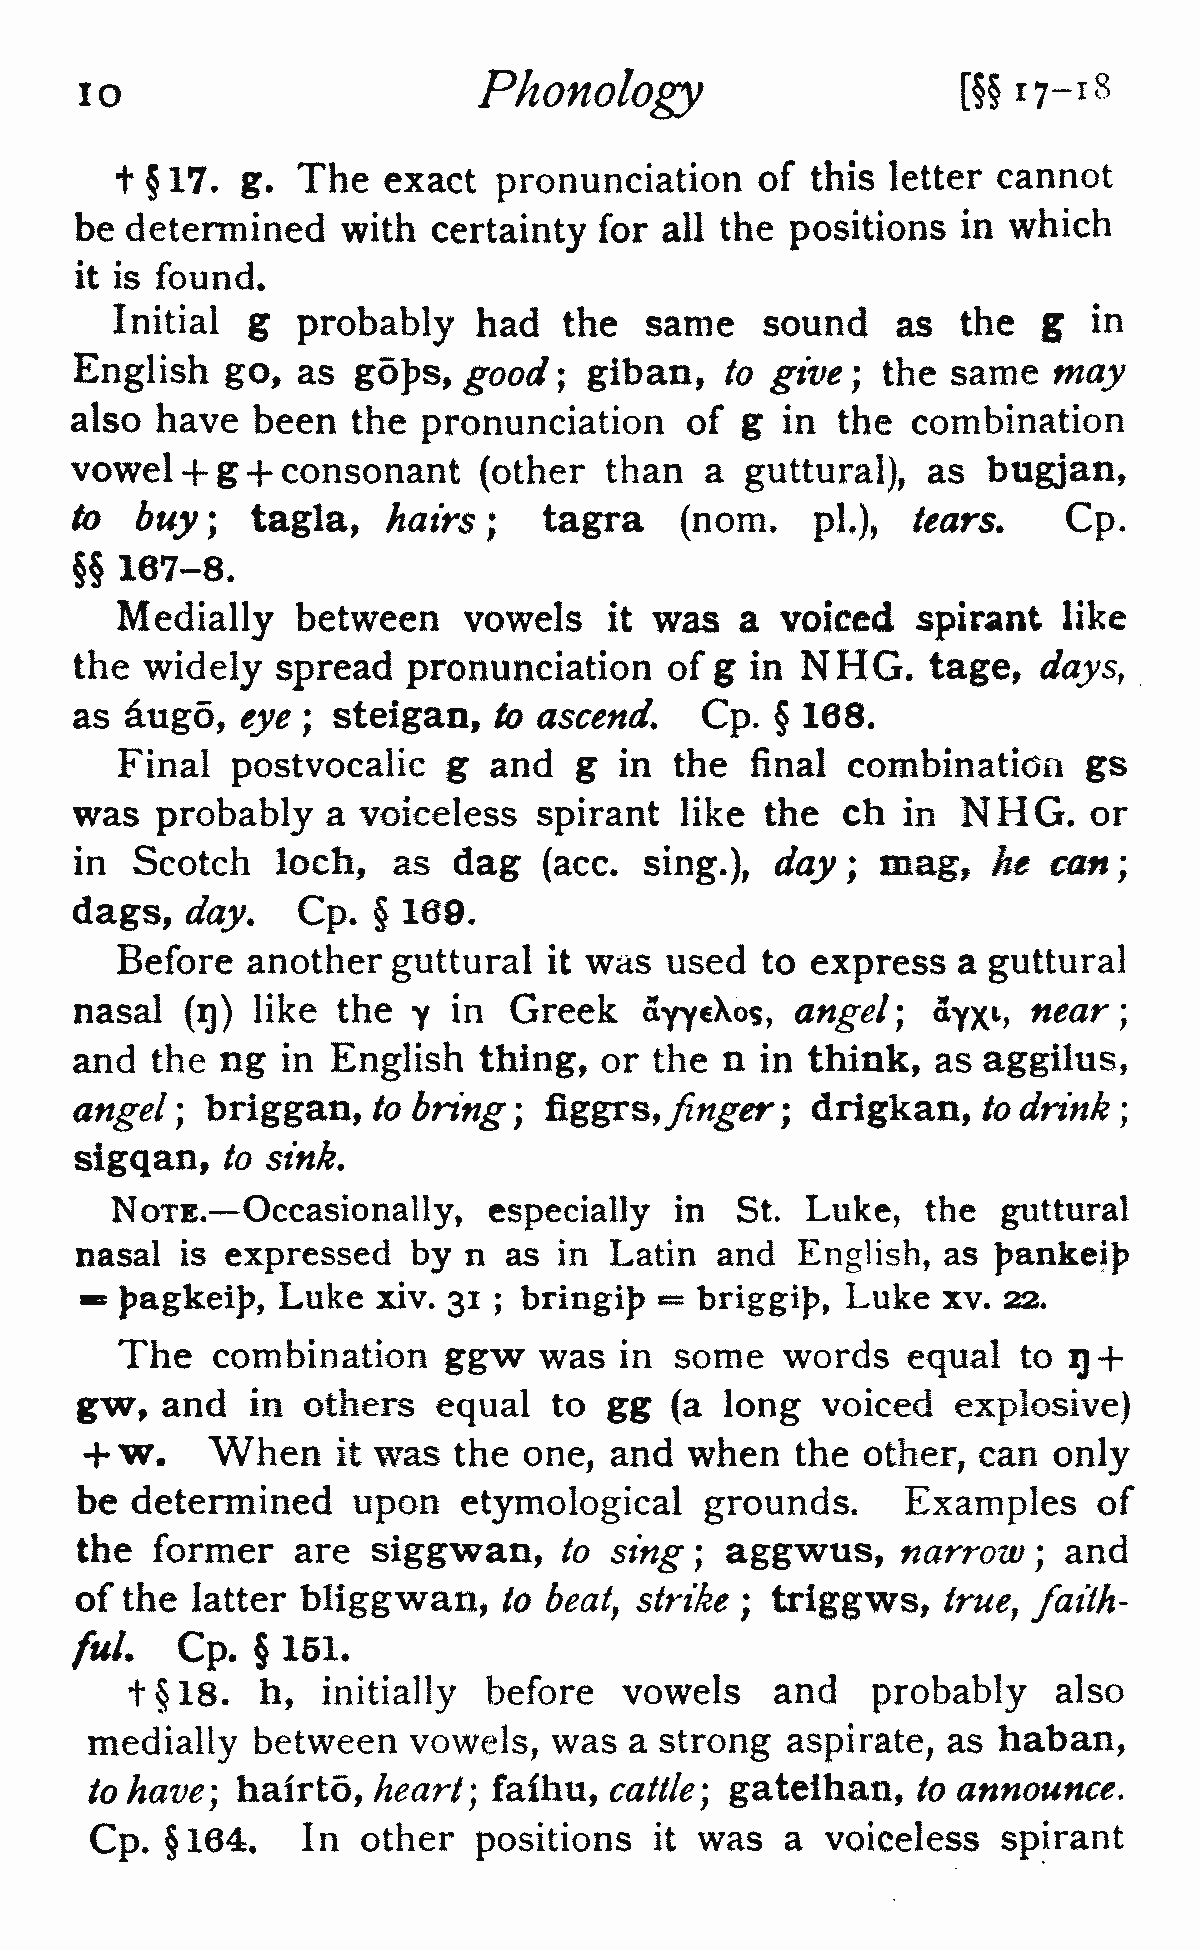 10 Phonology [§§ 17-18
† § 17. g. The exact pronunciation of this letter cannot
be determined with certainty for all the positions in which
it is found.
Initial g probably had the same sound as the g in
English go, as gōþs, good; giban, to give; the same may
also have been the pronunciation of g in the combination
vowel + g + consonant (other than a guttural), as bugjan,
to buy; tagla, hairs; tagra (nom. pl.), tears. Cp.
§§ 167-8.
Medially between vowels it was a voiced spirant like
the widely spread pronunciation of g in NHG. tage, days,
as áugō, eye; steigan, to ascend. Cp. § 168.
Final postvocalic g and g in the final combination gs
was probably a voiceless spirant like the ch in NHG. or
in Scotch loch, as dag (acc. sing.), day; mag, he can;
dags, day. Cp. § 169.
Before another guttural it was used to express a guttural
nasal (ŋ) like the γ in Greek ἄγγελος, angel; ἄγχι, near;
and the ng in English thing, or the n in think, as aggilus,
angel; briggan, to bring; figgrs, finger; drigkan, to drink;
sigqan, to sink.
NOTE.—Occasionally, especially in St. Luke, the guttural
nasal is expressed by n as in Latin and English, as þankeiþ
= þagkeiþ, Luke xiv. 31; bringiþ = briggiþ, Luke xv. 22.
The combination ggw was in some words equal to ŋ +
gw, and in others equal to gg (a long voiced explosive)
+ w. When it was the one, and when the other, can only
be determined upon etymological grounds. Examples of
the former are siggwan, to sing; aggwus, narrow; and
of the latter bliggwan, to beat, strike; triggws, true, faith-
ful. Cp. § 151.
† § 18. h, initially before vowels and probably also
medially between vowels, was a strong aspirate, as haban,
to have; haírtō, heart; faíhu, cattle; gateihan, to announce.
Cp. § 164. In other positions it was a voiceless spirant